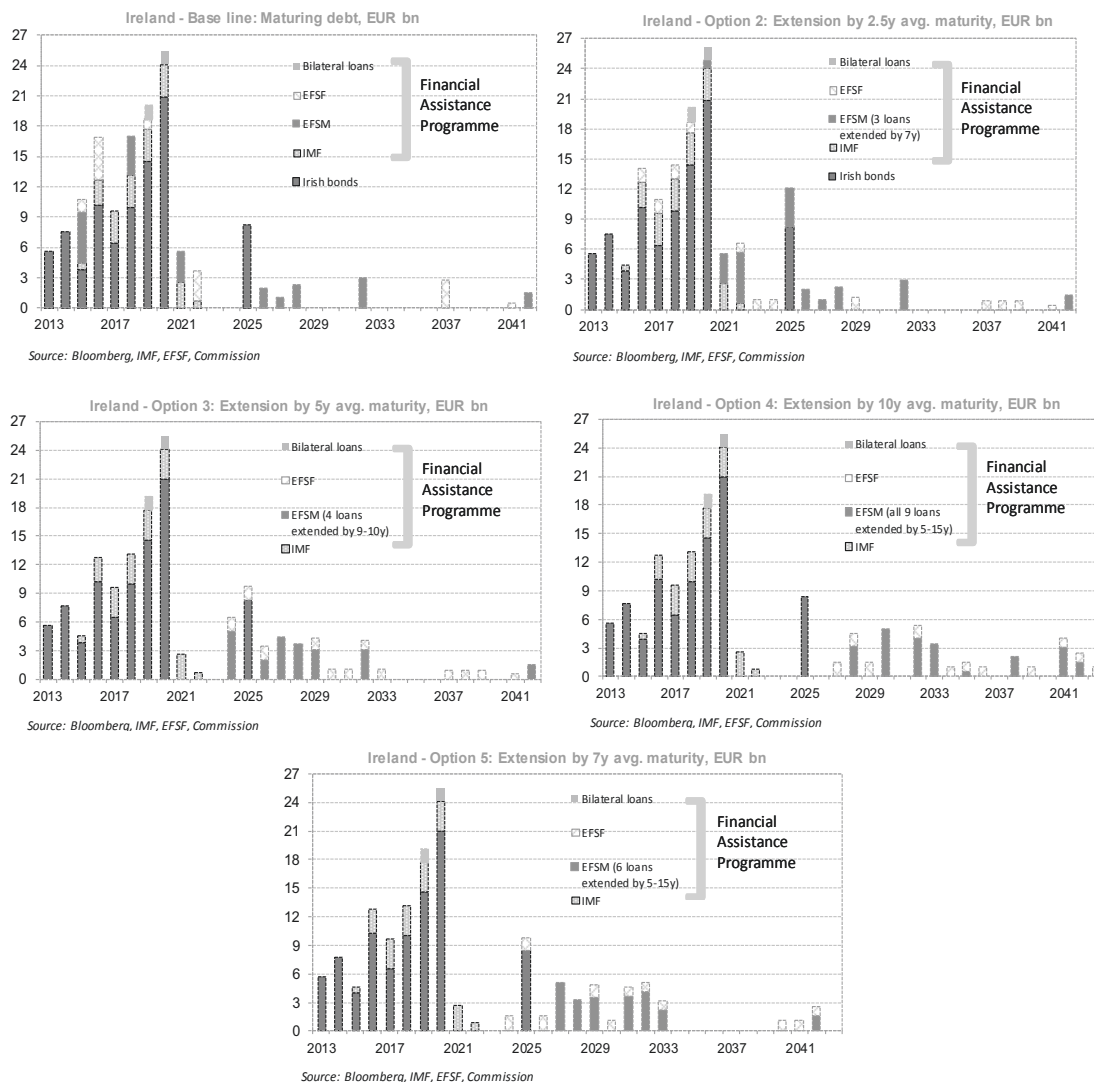 Ireland - Base line: Maturing debt, EUR bn
27
24
21
18
15
12
9
6
3
0
2013 2017 2021 2025 2029 2033 2037 2041
Bilateral loans
EFSF
EFSM
IMF
Irish bonds
Financial
Assistance
Programme
Source: Bloomberg, IMF, EFSF, Commission
Ireland - Option 2: Extension by 2.5y avg. maturity, EUR bn
27
24
21
18
15
12
9
6
3
0
2013 2017 2021 2025 2029 2033 2037 2041
Bilateral loans
EFSF
EFSM (3 loans
extended by 7y)
IMF
Irish bonds
Financial
Assistance
Programme
Source: Bloomberg, IMF, EFSF, Commission
Ireland - Option 3: Extension by 5y avg. maturity, EUR bn
27
24
21
18
15
12
9
6
3
0
2013 2017 2021 2025 2029 2033 2037 2041
Bilateral loans
EFSF
EFSM (4 loans
extended by 9-10y)
IMF
Financial
Assistance
Programme
Source: Bloomberg, IMF, EFSF, Commission
Ireland - Option 4: Extension by 10y avg. maturity, EUR bn
27
24
21
18
15
12
9
6
3
0
2013 2017 2021 2025 2029 2033 2037 2041
Bilateral loans
EFSF
EFSM (all 9 loans
extended by 5-15y)
IMF
Financial
Assistance
Programme
Source: Bloomberg, IMF, EFSF, Commission
Ireland - Option 5: Extension by 7y avg. maturity, EUR bn
27
24
21
18
15
12
9
6
3
0
2013 2017 2021 2025 2029 2033 2037 2041
Bilateral loans
EFSF
EFSM (6 loans
extended by 5-15y)
IMF
Financial
Assistance
Programme
Source: Bloomberg, IMF, EFSF, Commission